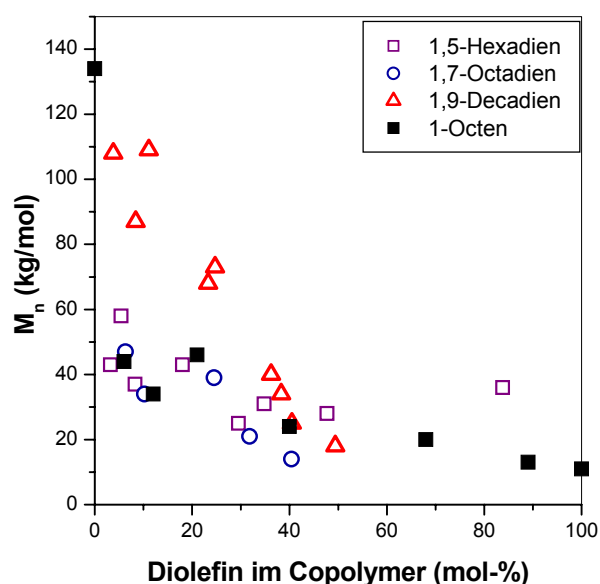 140
120
100
80
60
40
20
0
0 20 40 60 80 100
M_n (kg/mol)
Diolefin im Copolymer (mol-%)
1,5-Hexadien
1,7-Octadien
1,9-Decadien
1-Octen